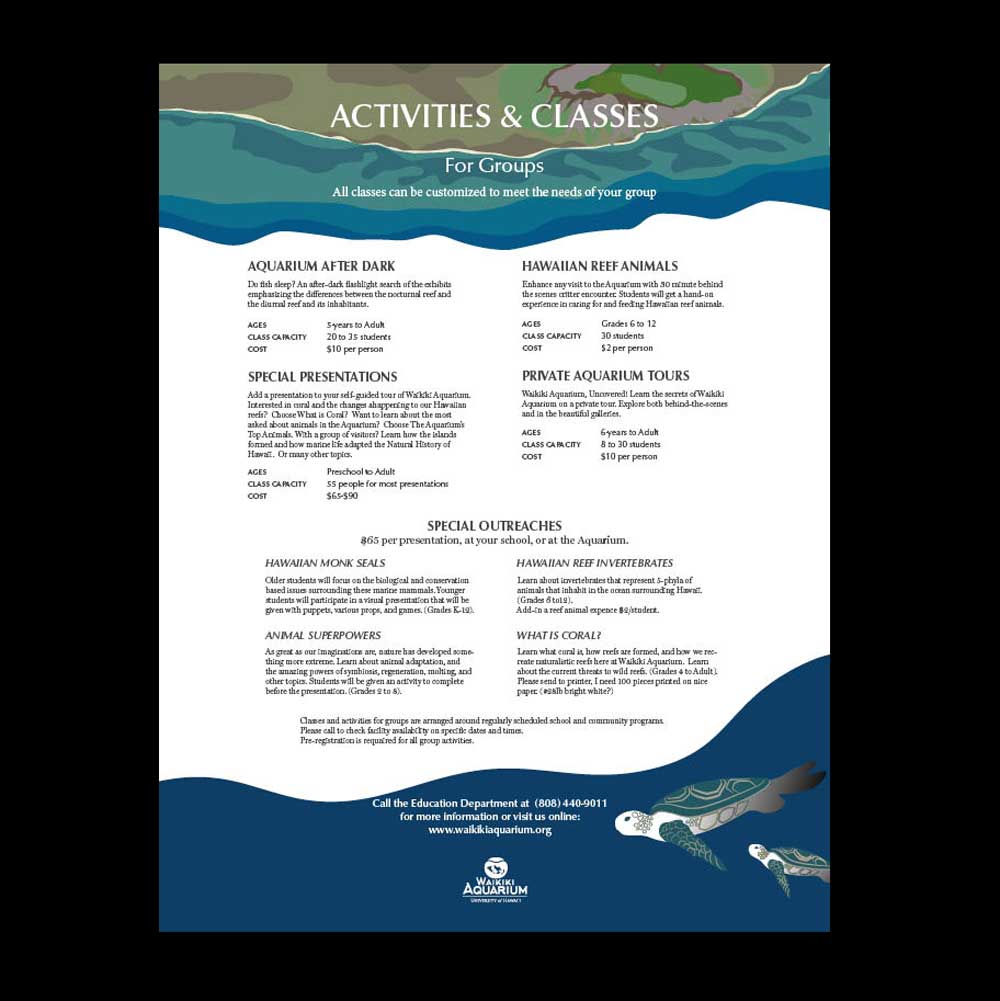 ACTIVITIES & CLASSES
For Groups
All classes can be customized to meet the needs of your group
AQUARIUM AFTER DARK
Do fish sleep? An after-dark flashlight search of the exhibits
emphasizing the differences between the nocturnal reef and
the diurnal reef and its inhabitants.
AGES 5-years to Adult
CLASS CAPACITY 20 to 35 students
COST $10 per person
SPECIAL PRESENTATIONS
Add a presentation to your self-guided tour of Waikiki Aquarium.
Interested in coral and the changes ahappening to our Hawaiian
reefs? Choose What is Coral? Want to learn about the most
asked about animals in the Aquarium? Choose The Aquarium's
Top Animals. With a group of visitors? Learn how the islands
formed and how marine life adapted the Natural History of
Hawaii. Or many other topics.
AGES Preschool to Adult
CLASS CAPACITY 55 people for most presentations
COST $65-$90
HAWAIIAN REEF ANIMALS
Enhance any visit to the Aquarium with 30 minute behind
the scenes critter encounter. Students will get a hand-on
experience in caring for and feeding Hawaiian reef animals.
AGES Grades 6 to 12
CLASS CAPACITY 30 students
COST $2 per person
PRIVATE AQUARIUM TOURS
Waikiki Aquarium, Uncovered! Learn the secrets of Waikiki
Aquarium on a private tour. Explore both behind-the-scenes
and in the beautiful galleries.
AGES 6-years to Adult
CLASS CAPACITY 8 to 30 students
COST $10 per person
SPECIAL OUTREACHES
$65 per presentation, at your school, or at the Aquarium.
HAWAIIAN MONK SEALS
Older students will focus on the biological and conservation
based issues surrounding these marine mammals. Younger
students will participate in a visual presentation that will be
given with puppets, various props, and games. (Grades K-12).
ANIMAL SUPERPOWERS
As great as our imaginations are, nature has developed some-
thing more extreme. Learn about animal adaptation, and
the amazing powers of symbiosis, regeneration, molting, and
other topics. Students will be given an activity to complete
before the presentation. (Grades 2 to 8).
HAWAIIAN REEF INVERTEBRATES
Learn about invertebrates that represent 5-phyla of
animals that inhabit in the ocean surrounding Hawaii.
(Grades 6 to12).
Add-in a reef animal expence $2/student.
WHAT IS CORAL?
Learn what coral is, how reefs are formed, and how we rec-
create naturalistic reefs here at Waikiki Aquarium. Learn
about the current threats to wild reefs. (Grades 4 to Adult).
Please send to printer, I need 100 pieces printed on nice
paper. (#28lb bright white?)
Classes and activities for groups are arranged around regularly scheduled school and community programs.
Please call to check facility availability on specific dates and times.
Pre-registration is required for all group activities.
Call the Education Department at (808) 440-9011
for more information or visit us online:
www.waikikiaquarium.org
WAIKIKI
AQUARIUM
UNIVERSITY of HAWAI'I